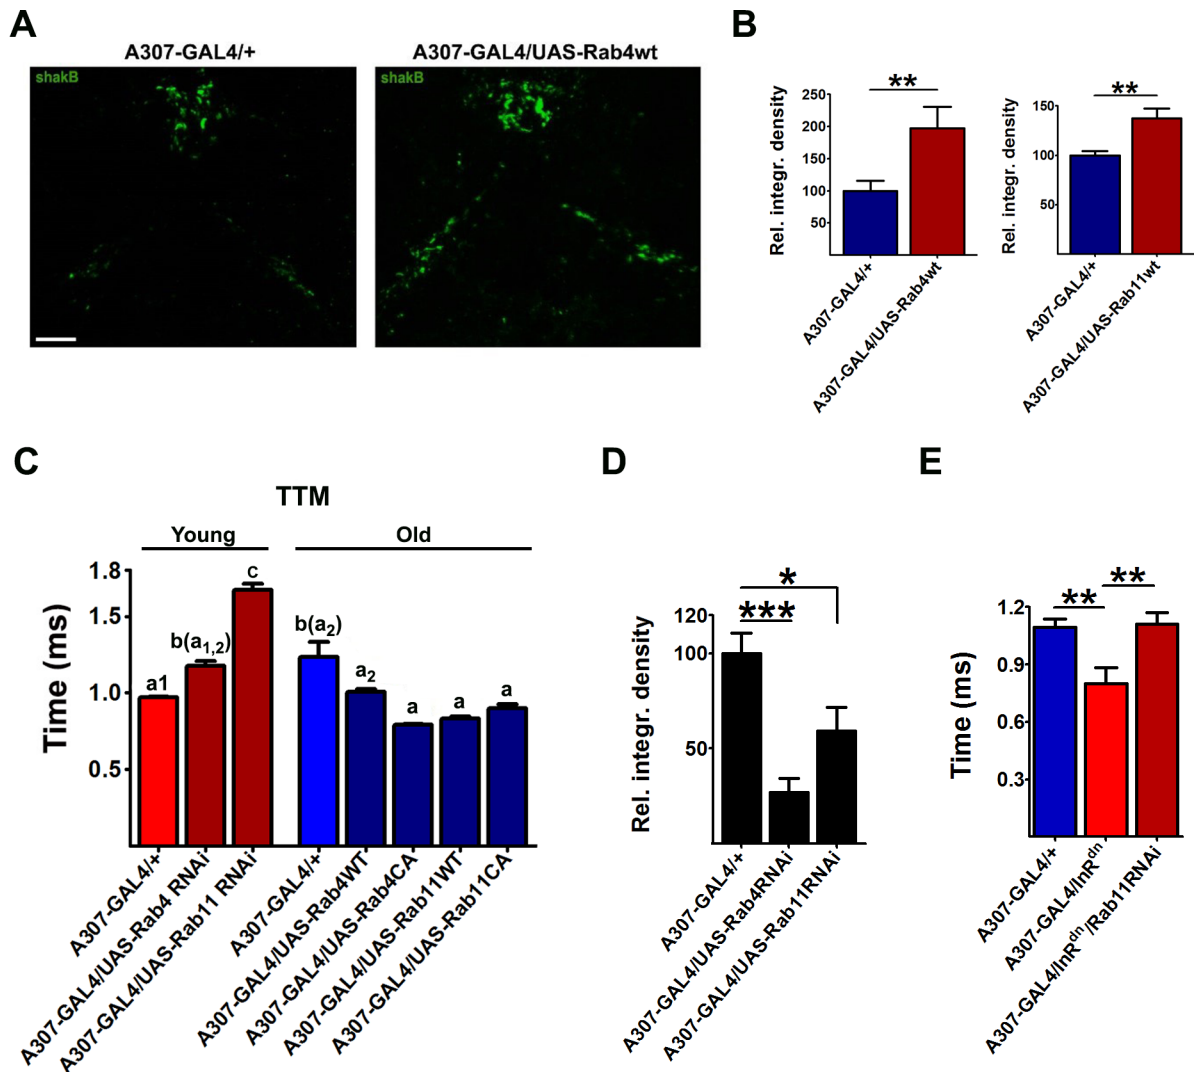 A
A307-GAL4/+
A307-GAL4/UAS-Rab4wt
shakB
shakB
B
**
Rel. integr. density
250
200
150
100
50
A307-GAL4/+
A307-GAL4/UAS-Rab4wt
**
Rel. integr. density
150
100
50
A307-GAL4/+
A307-GAL4/UAS-Rab11wt
C
TTM
Young
Old
Time (ms)
1.8
1.5
1.0
0.5
a1
b(a1,2)
c
b(a2)
a2
a
a
a
A307-GAL4/+
A307-GAL4/UAS-Rab4 RNAi
A307-GAL4/UAS-Rab11 RNAi
A307-GAL4/+
A307-GAL4/UAS-Rab4WT
A307-GAL4/UAS-Rab4CA
A307-GAL4/UAS-Rab11WT
A307-GAL4/UAS-Rab11CA
D
*
***
Rel. integr. density
120
100
50
A307-GAL4/+
A307-GAL4/UAS-Rab4RNAi
A307-GAL4/UAS-Rab11RNAi
E
**
**
Time (ms)
1.2
0.9
0.6
0.3
A307-GAL4/+
A307-GAL4/InRdn
A307-GAL4/InRdn/Rab11RNAi